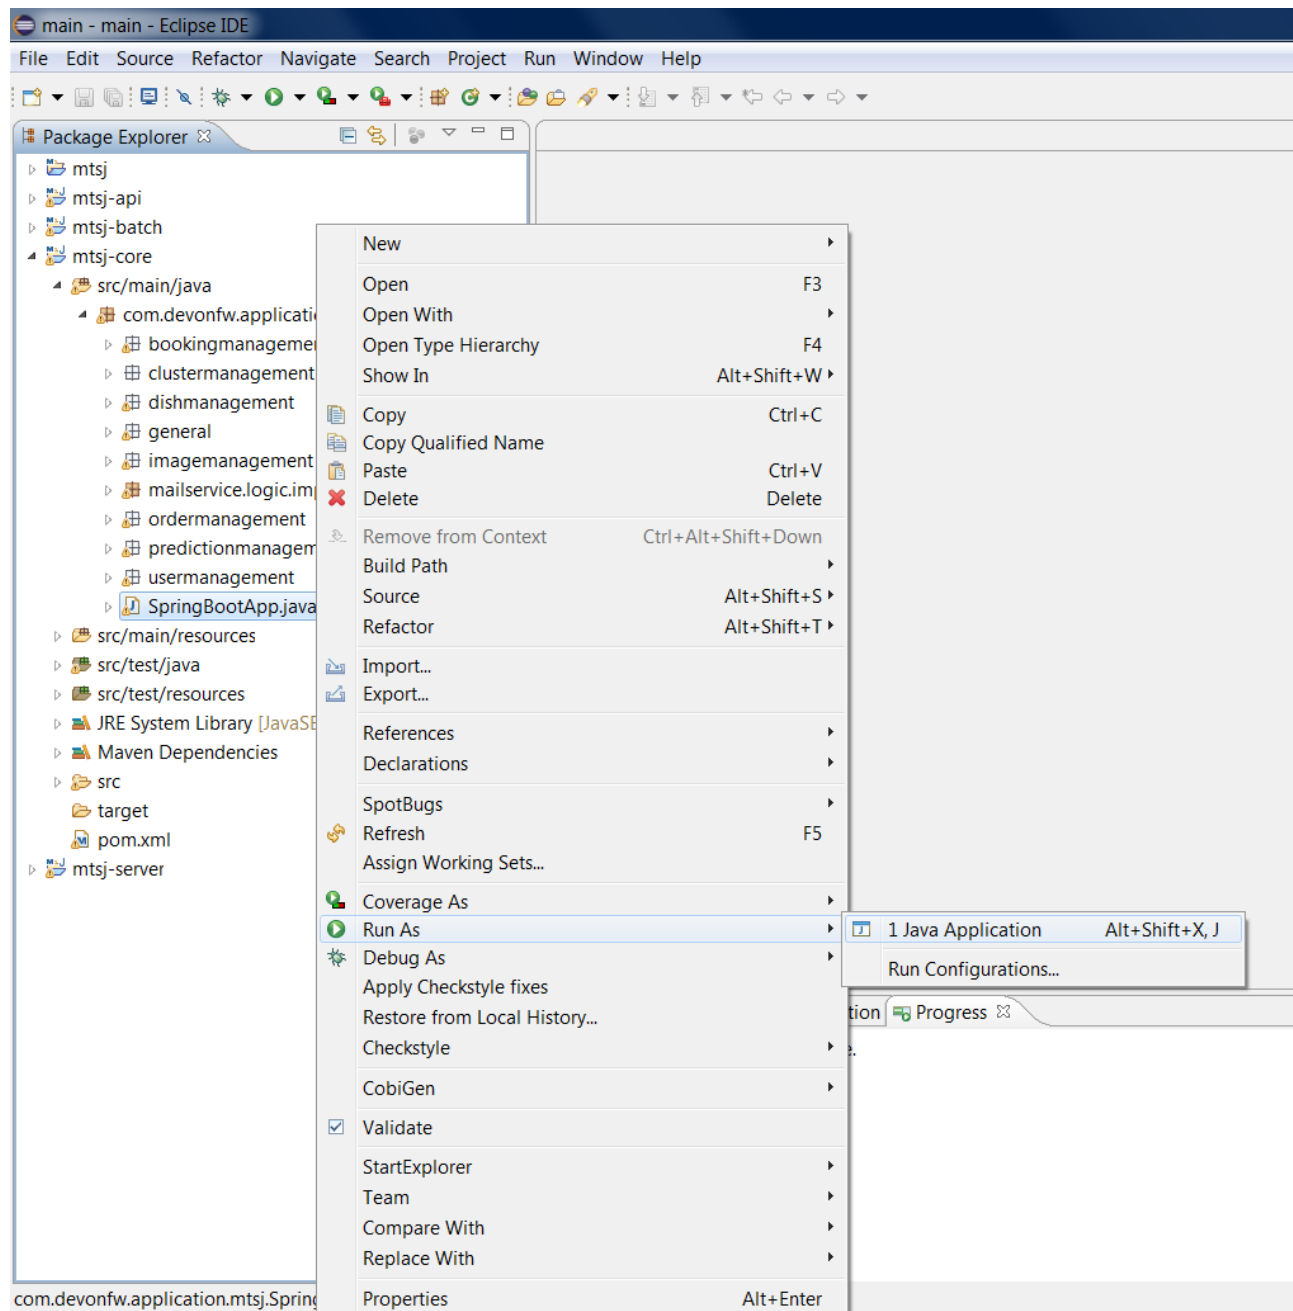 main - main - Eclipse IDE
File Edit Source Refactor Navigate Search Project Run Window Help
Package Explorer
mtsj
mtsj-api
mtsj-batch
mtsj-core
src/main/java
com.devonfw.applicati
bookingmanagemen
clustermanagement
dishmanagement
general
imagemanagement
mailservice.logic.imp
ordermanagement
predictionmanagem
usermanagement
SpringBootApp.java
src/main/resources
src/test/java
src/test/resources
JRE System Library [JavaSE
Maven Dependencies
src
target
pom.xml
mtsj-server
New
Open F3
Open With
Open Type Hierarchy F4
Show In Alt+Shift+W
Copy Ctrl+C
Copy Qualified Name
Paste Ctrl+V
Delete Delete
Remove from Context Ctrl+Alt+Shift+Down
Build Path
Source Alt+Shift+S
Refactor Alt+Shift+T
Import...
Export...
References
Declarations
SpotBugs
Refresh F5
Assign Working Sets...
Coverage As
Run As
Debug As
Apply Checkstyle fixes
Restore from Local History...
Checkstyle
CobiGen
Validate
StartExplorer
Team
Compare With
Replace With
Properties Alt+Enter
1 Java Application Alt+Shift+X, J
Run Configurations...
tion Progress
e.
com.devonfw.application.mtsj.Spring